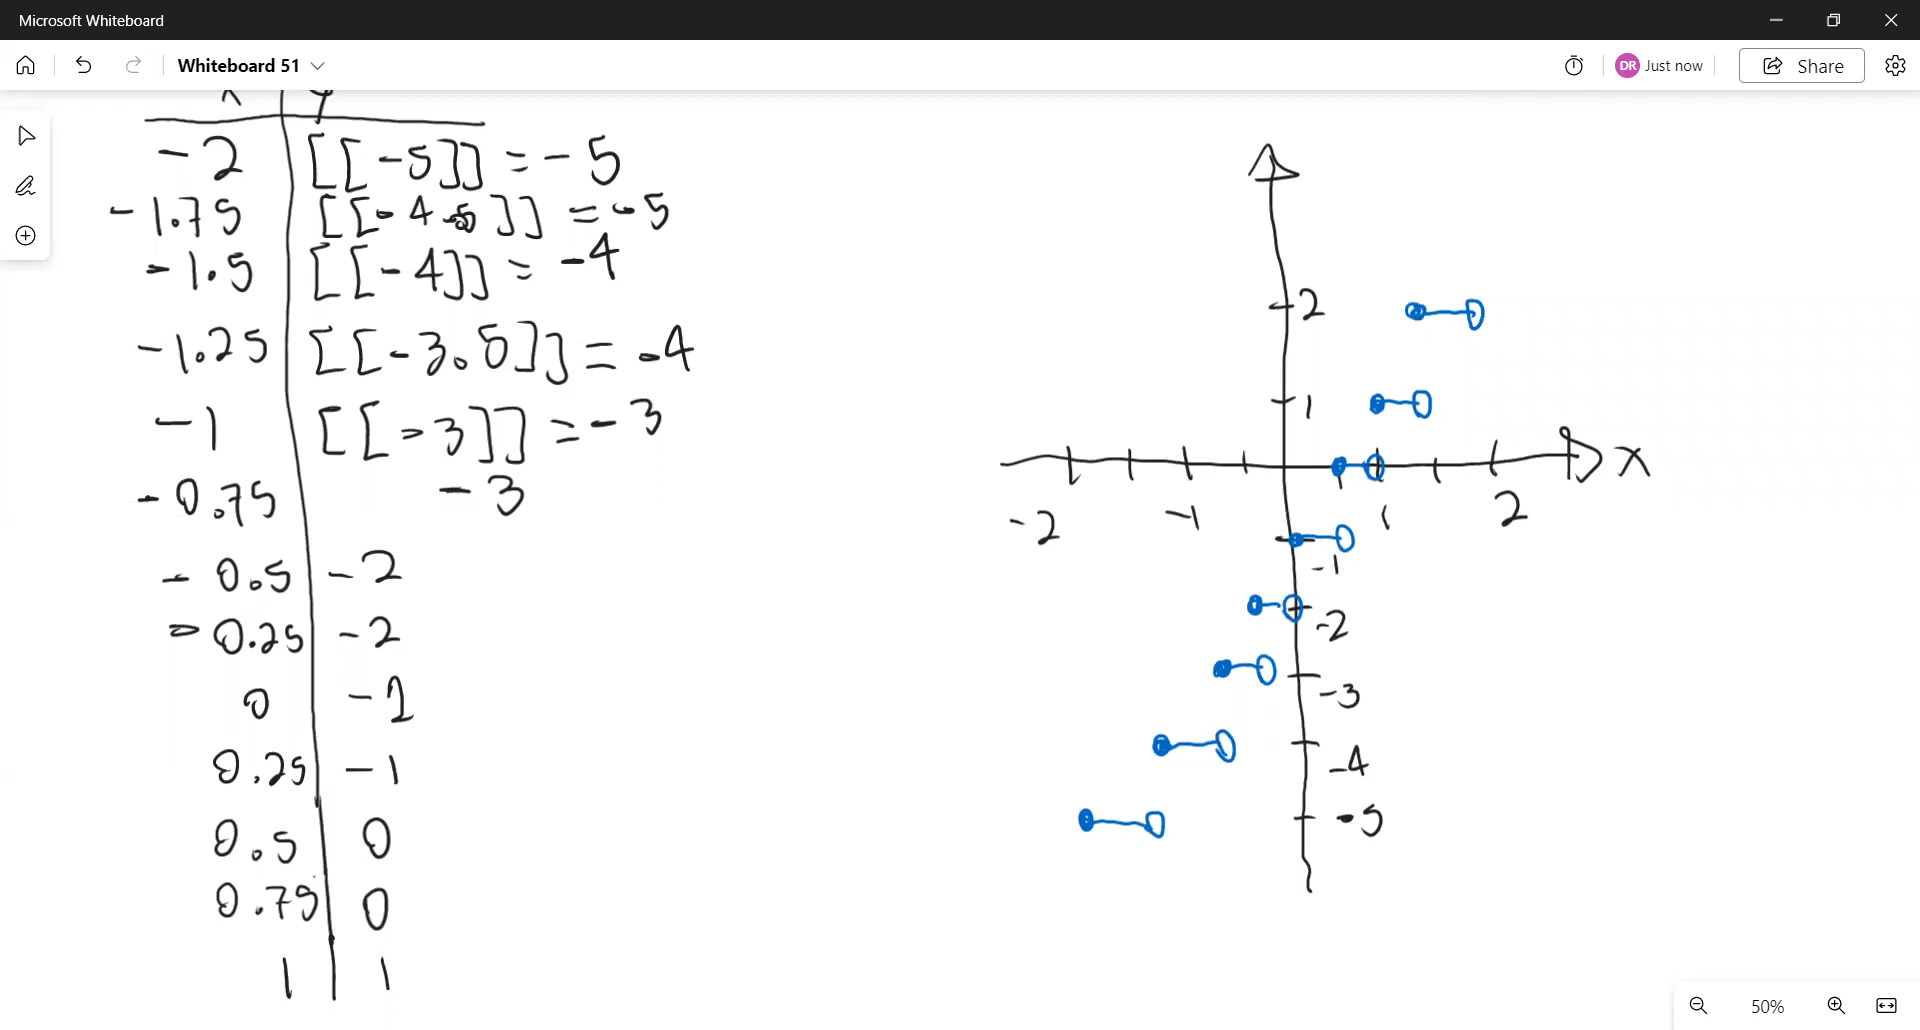 Microsoft Whiteboard
Whiteboard 51
DR Just now
Share
x y
-2 [[-5]] = -5
-1.75 [[-4.5]] = -5
-1.5 [[-4]] = -4
-1.25 [[-3.5]] = -4
-1 [[-3]] = -3
-0.75 -3
-0.5 -2
-0.25 -2
0 -1
0.25 -1
0.5 0
0.75 0
1 1
2
1
x
-2 -1 1 2
-1
-2
-3
-4
-5
50%